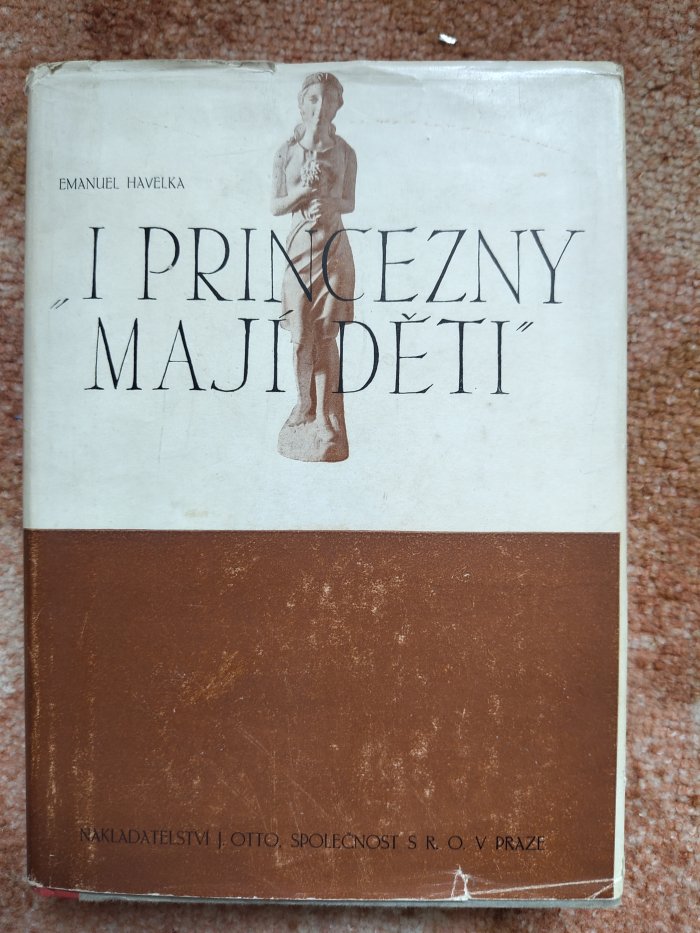 EMANUEL HAVELKA
„I PRINCEZNY
MAJÍ DĚTI"
NAKLADATELSTVÍ J. OTTO, SPOLEČNOST S R. O. V PRAZE